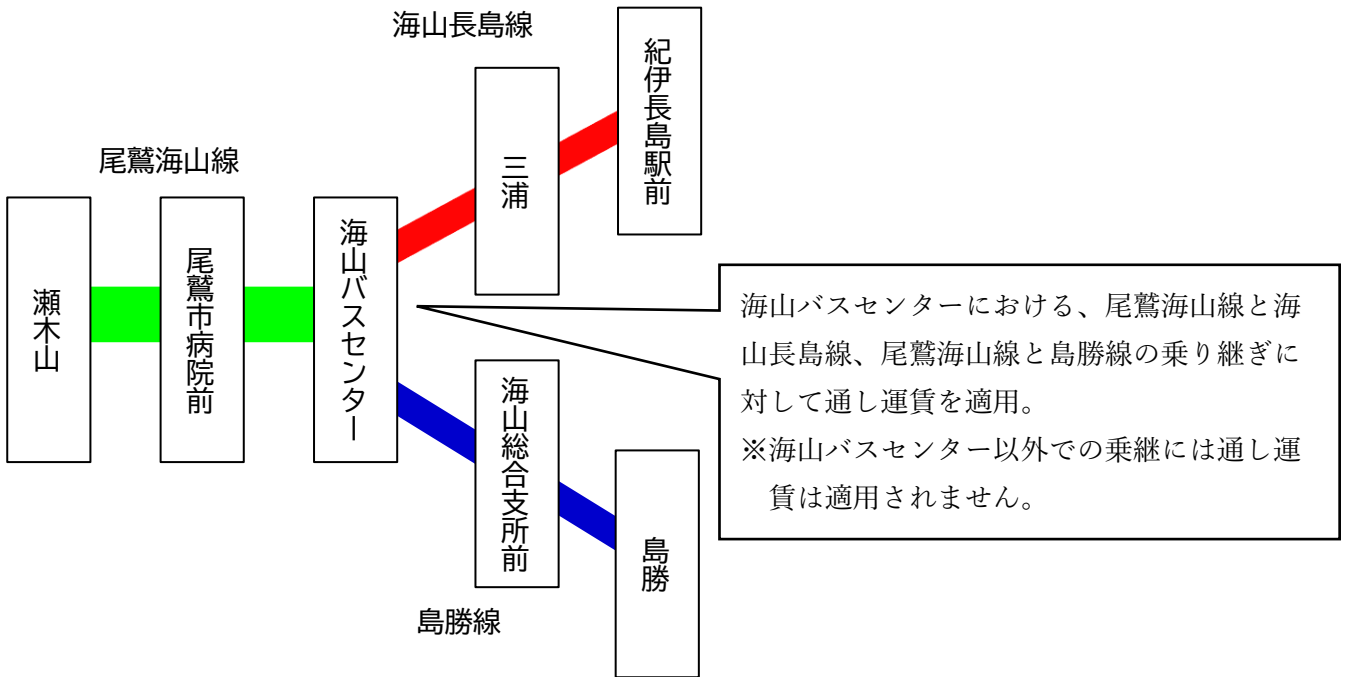 海山長島線
紀伊長島駅前
三浦
尾鷲海山線
瀬木山
尾鷲市病院前
海山バスセンター
海山バスセンターにおける、尾鷲海山線と海
山長島線、尾鷲海山線と島勝線の乗り継ぎに
対して通し運賃を適用。
※海山バスセンター以外での乗継には通し運
賃は適用されません。
海山総合支所前
島勝
島勝線